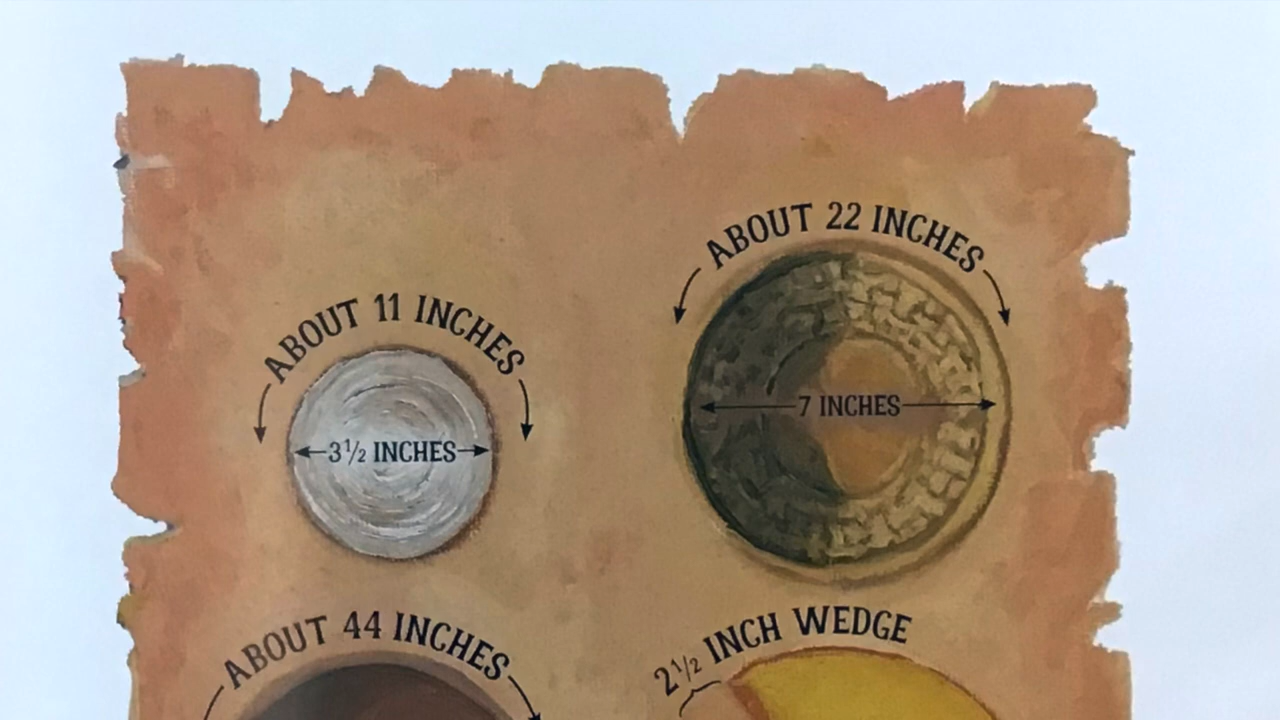 ABOUT 22 INCHES
7 INCHES
ABOUT 11 INCHES
3½ INCHES
ABOUT 44 INCHES
2½ INCH WEDGE